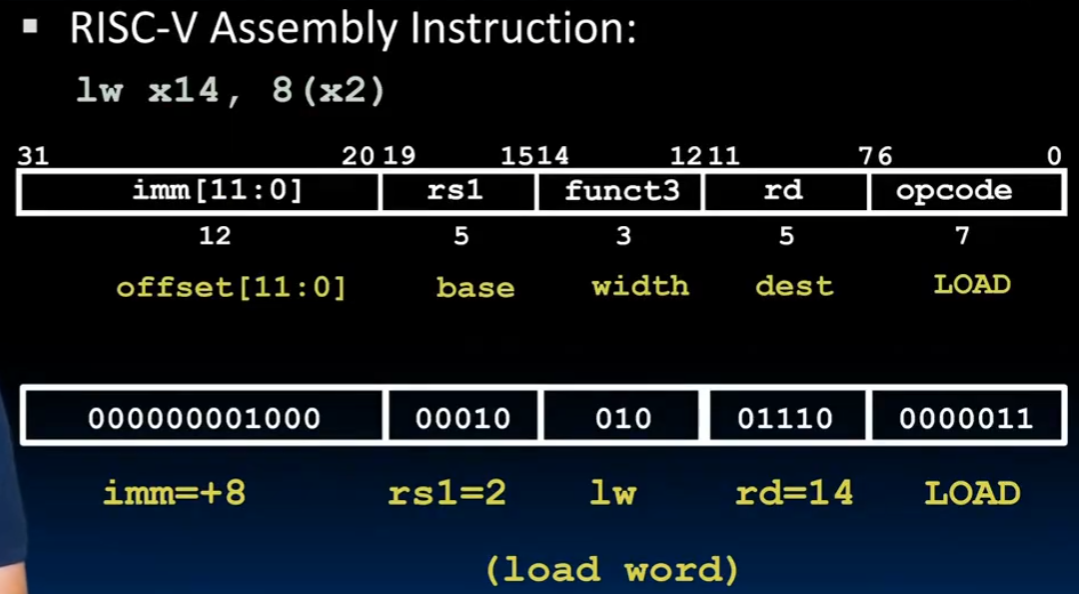 ▪ RISC-V Assembly Instruction:
lw x14, 8(x2)
31 20 19 15 14 12 11 7 6 0
imm[11:0] rs1 funct3 rd opcode
12 5 3 5 7
offset[11:0] base width dest LOAD
000000001000 00010 010 01110 0000011
imm=+8 rs1=2 lw rd=14 LOAD
(load word)